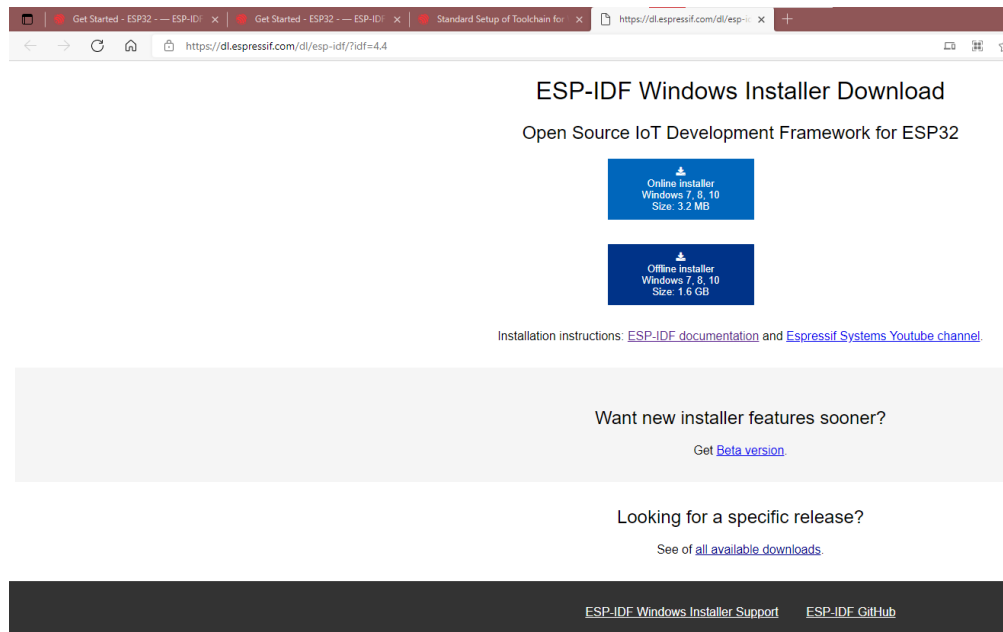 Get Started - ESP32 - — ESP-IDF
Get Started - ESP32 - — ESP-IDF
Standard Setup of Toolchain for
https://dl.espressif.com/dl/esp-ic
https://dl.espressif.com/dl/esp-idf/?idf=4.4
ESP-IDF Windows Installer Download
Open Source IoT Development Framework for ESP32
Online installer
Windows 7, 8, 10
Size: 3.2 MB
Offline installer
Windows 7, 8, 10
Size: 1.6 GB
Installation instructions: ESP-IDF documentation and Espressif Systems Youtube channel.
Want new installer features sooner?
Get Beta version.
Looking for a specific release?
See of all available downloads.
ESP-IDF Windows Installer Support ESP-IDF GitHub